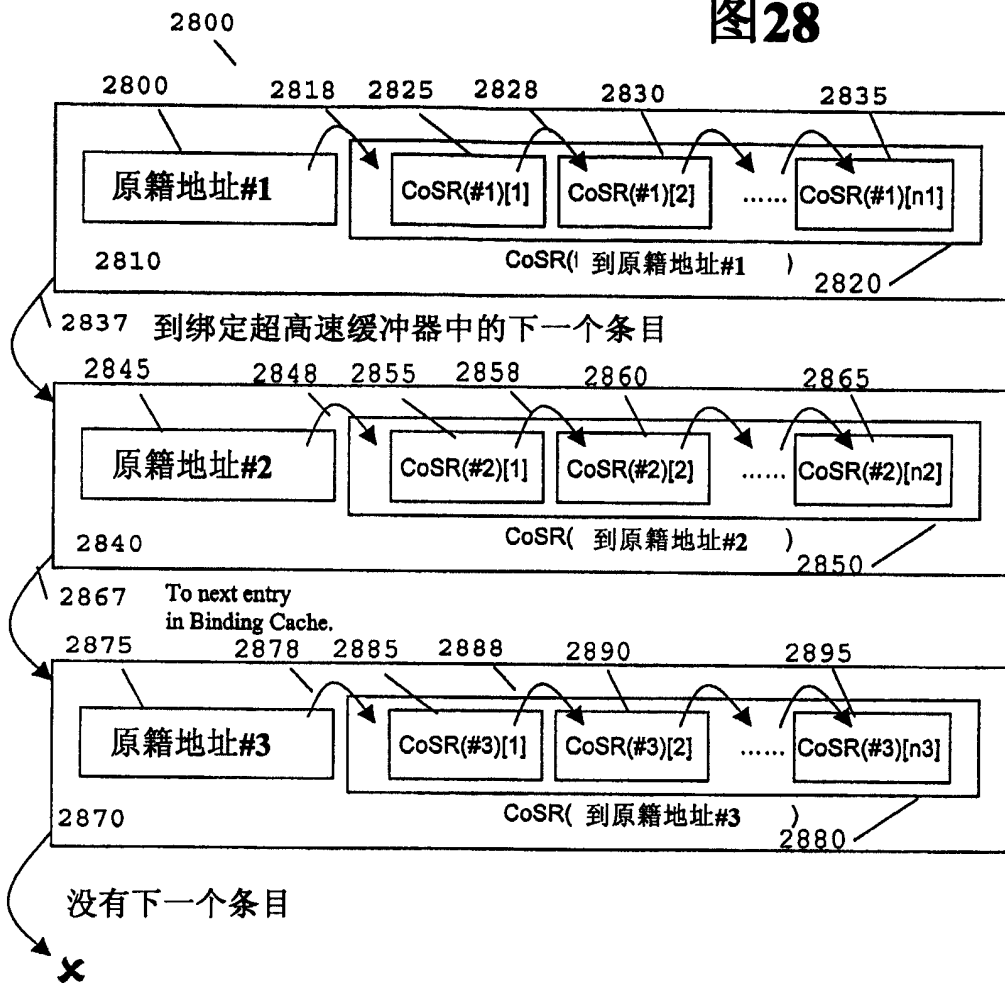 图28
2800
2800 2818 2825 2828 2830 2835
原籍地址#1 CoSR(#1)[1] CoSR(#1)[2] …… CoSR(#1)[n1]
2810 CoSR( 到原籍地址#1 ) 2820
2837 到绑定超高速缓冲器中的下一个条目
2845 2848 2855 2858 2860 2865
原籍地址#2 CoSR(#2)[1] CoSR(#2)[2] …… CoSR(#2)[n2]
2840 CoSR( 到原籍地址#2 ) 2850
2867 To next entry
in Binding Cache.
2875 2878 2885 2888 2890 2895
原籍地址#3 CoSR(#3)[1] CoSR(#3)[2] …… CoSR(#3)[n3]
2870 CoSR( 到原籍地址#3 ) 2880
没有下一个条目